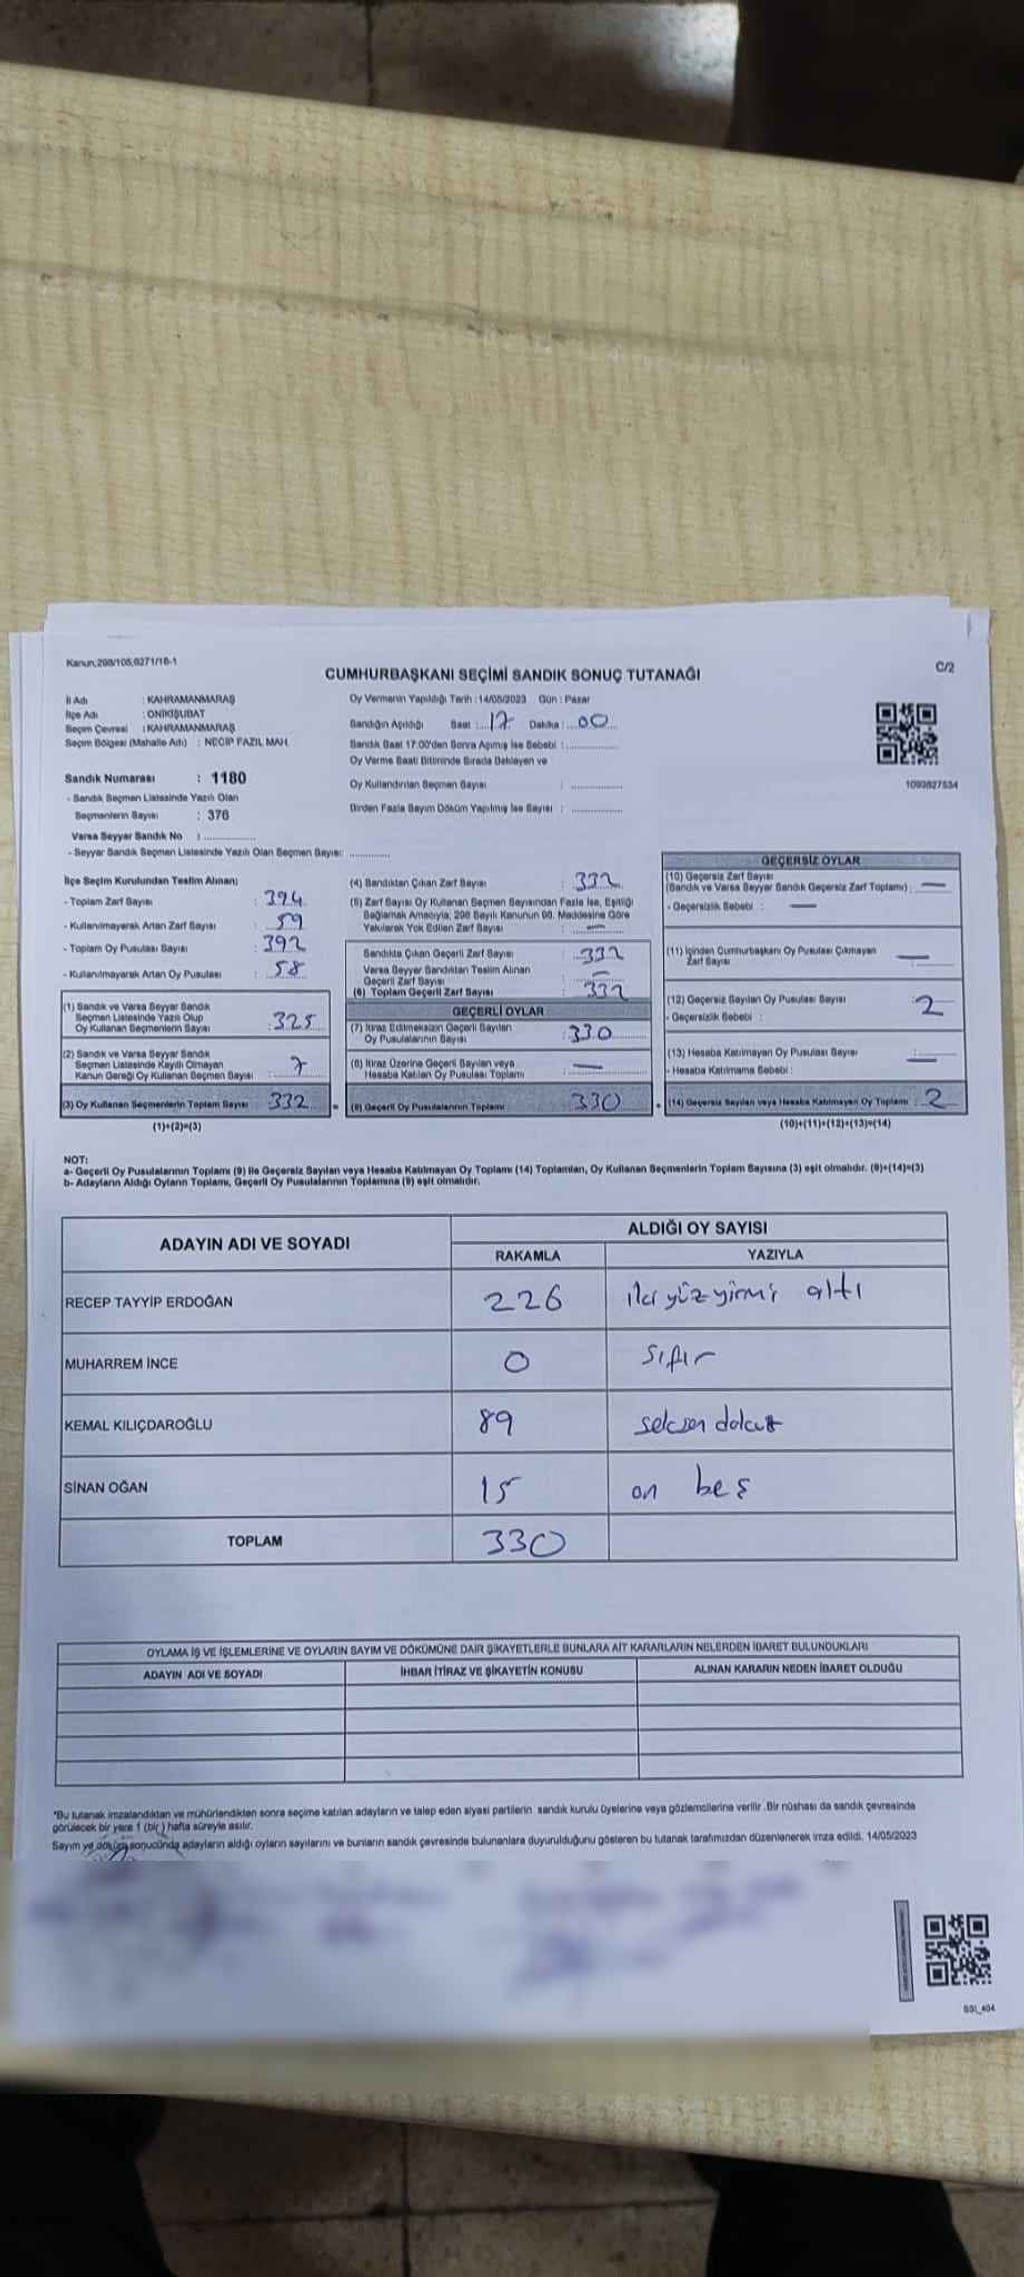 Kanun,298/105,6271/16-1
C/2
CUMHURBAŞKANI SEÇİMİ SANDIK SONUÇ TUTANAĞI
İl Adı : KAHRAMANMARAŞ
İlçe Adı : ONİKİŞUBAT
Seçim Çevresi : KAHRAMANMARAŞ
Seçim Bölgesi (Mahalle Adı) : NECİP FAZIL MAH.
Sandık Numarası : 1180
- Sandık Seçmen Listesinde Yazılı Olan
Seçmenlerin Sayısı : 376
Varsa Seyyar Sandık No : ..............
- Seyyar Sandık Seçmen Listesinde Yazılı Olan Seçmen Sayısı: ............
Oy Vermenin Yapıldığı Tarih : 14/05/2023 Gün : Pazar
Sandığın Açıldığı Saat : 17 Dakika : 00
Sandık Saat 17:00'den Sonra Açılmış İse Sebebi : ..............
Oy Verme Saati Bitiminde Sırada Bekleyen ve
Oy Kullandırılan Seçmen Sayısı : ..............
Birden Fazla Sayım Döküm Yapılmış İse Sayısı : ..............
1093827534
İlçe Seçim Kurulundan Teslim Alınan;
- Toplam Zarf Sayısı : 394
- Kullanılmayarak Artan Zarf Sayısı : 59
- Toplam Oy Pusulası Sayısı : 392
- Kullanılmayarak Artan Oy Pusulası : 58
(1) Sandık ve Varsa Seyyar Sandık
Seçmen Listesinde Yazılı Olup
Oy Kullanan Seçmenlerin Sayısı : 325
(2) Sandık ve Varsa Seyyar Sandık
Seçmen Listesinde Kayıtlı Olmayan
Kanun Gereği Oy Kullanan Seçmen Sayısı : 7
(3) Oy Kullanan Seçmenlerin Toplam Sayısı 332
(1)+(2)=(3)
(4) Sandıktan Çıkan Zarf Sayısı : 332
(5) Zarf Sayısı Oy Kullanan Seçmen Sayısından Fazla İse, Eşitliği
Sağlamak Amacıyla, 298 Sayılı Kanunun 98. Maddesine Göre
Yakılarak Yok Edilen Zarf Sayısı : —
Sandıkta Çıkan Geçerli Zarf Sayısı : 332
Varsa Seyyar Sandıktan Teslim Alınan
Geçerli Zarf Sayısı : —
(6) Toplam Geçerli Zarf Sayısı : 332
GEÇERLİ OYLAR
(7) İtiraz Edilmeksizin Geçerli Sayılan
Oy Pusulalarının Sayısı : 330
(8) İtiraz Üzerine Geçerli Sayılan veya
Hesaba Katılan Oy Pusulası Toplamı : —
(9) Geçerli Oy Pusulalarının Toplamı 330
GEÇERSİZ OYLAR
(10) Geçersiz Zarf Sayısı
(Sandık ve Varsa Seyyar Sandık Geçersiz Zarf Toplamı) : —
- Geçersizlik Sebebi : —
(11) İçinden Cumhurbaşkanı Oy Pusulası Çıkmayan
Zarf Sayısı : —
(12) Geçersiz Sayılan Oy Pusulası Sayısı : 2
- Geçersizlik Sebebi :
(13) Hesaba Katılmayan Oy Pusulası Sayısı : —
- Hesaba Katılmama Sebebi :
(14) Geçersiz Sayılan veya Hesaba Katılmayan Oy Toplamı : 2
(10)+(11)+(12)+(13)=(14)
NOT:
a- Geçerli Oy Pusulalarının Toplamı (9) ile Geçersiz Sayılan veya Hesaba Katılmayan Oy Toplamı (14) Toplamları, Oy Kullanan Seçmenlerin Toplam Sayısına (3) eşit olmalıdır. (9)+(14)=(3)
b- Adayların Aldığı Oyların Toplamı, Geçerli Oy Pusulalarının Toplamına (9) eşit olmalıdır.
ADAYIN ADI VE SOYADI ALDIĞI OY SAYISI
RAKAMLA YAZIYLA
RECEP TAYYİP ERDOĞAN 226 iki yüz yirmi altı
MUHARREM İNCE 0 sıfır
KEMAL KILIÇDAROĞLU 89 seksen dokuz
SİNAN OĞAN 15 on beş
TOPLAM 330
OYLAMA İŞ VE İŞLEMLERİNE VE OYLARIN SAYIM VE DÖKÜMÜNE DAİR ŞİKAYETLERLE BUNLARA AİT KARARLARIN NELERDEN İBARET BULUNDUKLARI
ADAYIN ADI VE SOYADI İHBAR İTİRAZ VE ŞİKAYETİN KONUSU ALINAN KARARIN NEDEN İBARET OLDUĞU
*Bu tutanak imzalandıktan ve mühürlendikten sonra seçime katılan adayların ve talep eden siyasi partilerin sandık kurulu üyelerine veya gözlemcilerine verilir. Bir nüshası da sandık çevresinde
görülecek bir yere 1 (bir) hafta süreyle asılır.
Sayım ve döküm sonucunda adayların aldığı oyların sayılarını ve bunların sandık çevresinde bulunanlara duyurulduğunu gösteren bu tutanak tarafımızdan düzenlenerek imza edildi. 14/05/2023